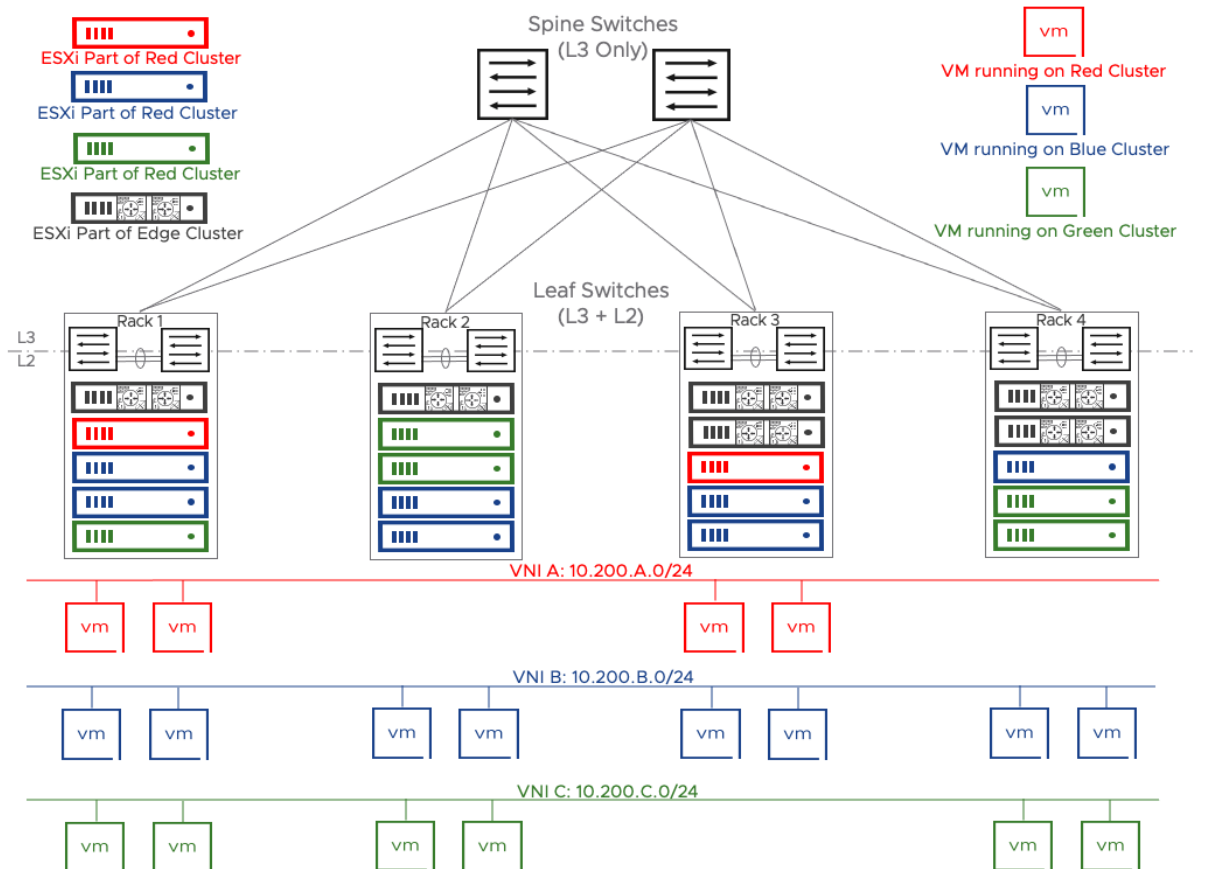 Spine Switches
(L3 Only)
ESXi Part of Red Cluster
ESXi Part of Red Cluster
ESXi Part of Red Cluster
ESXi Part of Edge Cluster
vm
VM running on Red Cluster
vm
VM running on Blue Cluster
vm
VM running on Green Cluster
Leaf Switches
(L3 + L2)
L3
L2
Rack 1
Rack 2
Rack 3
Rack 4
VNI A: 10.200.A.0/24
vm vm vm vm
VNI B: 10.200.B.0/24
vm vm vm vm vm vm vm vm
VNI C: 10.200.C.0/24
vm vm vm vm vm vm